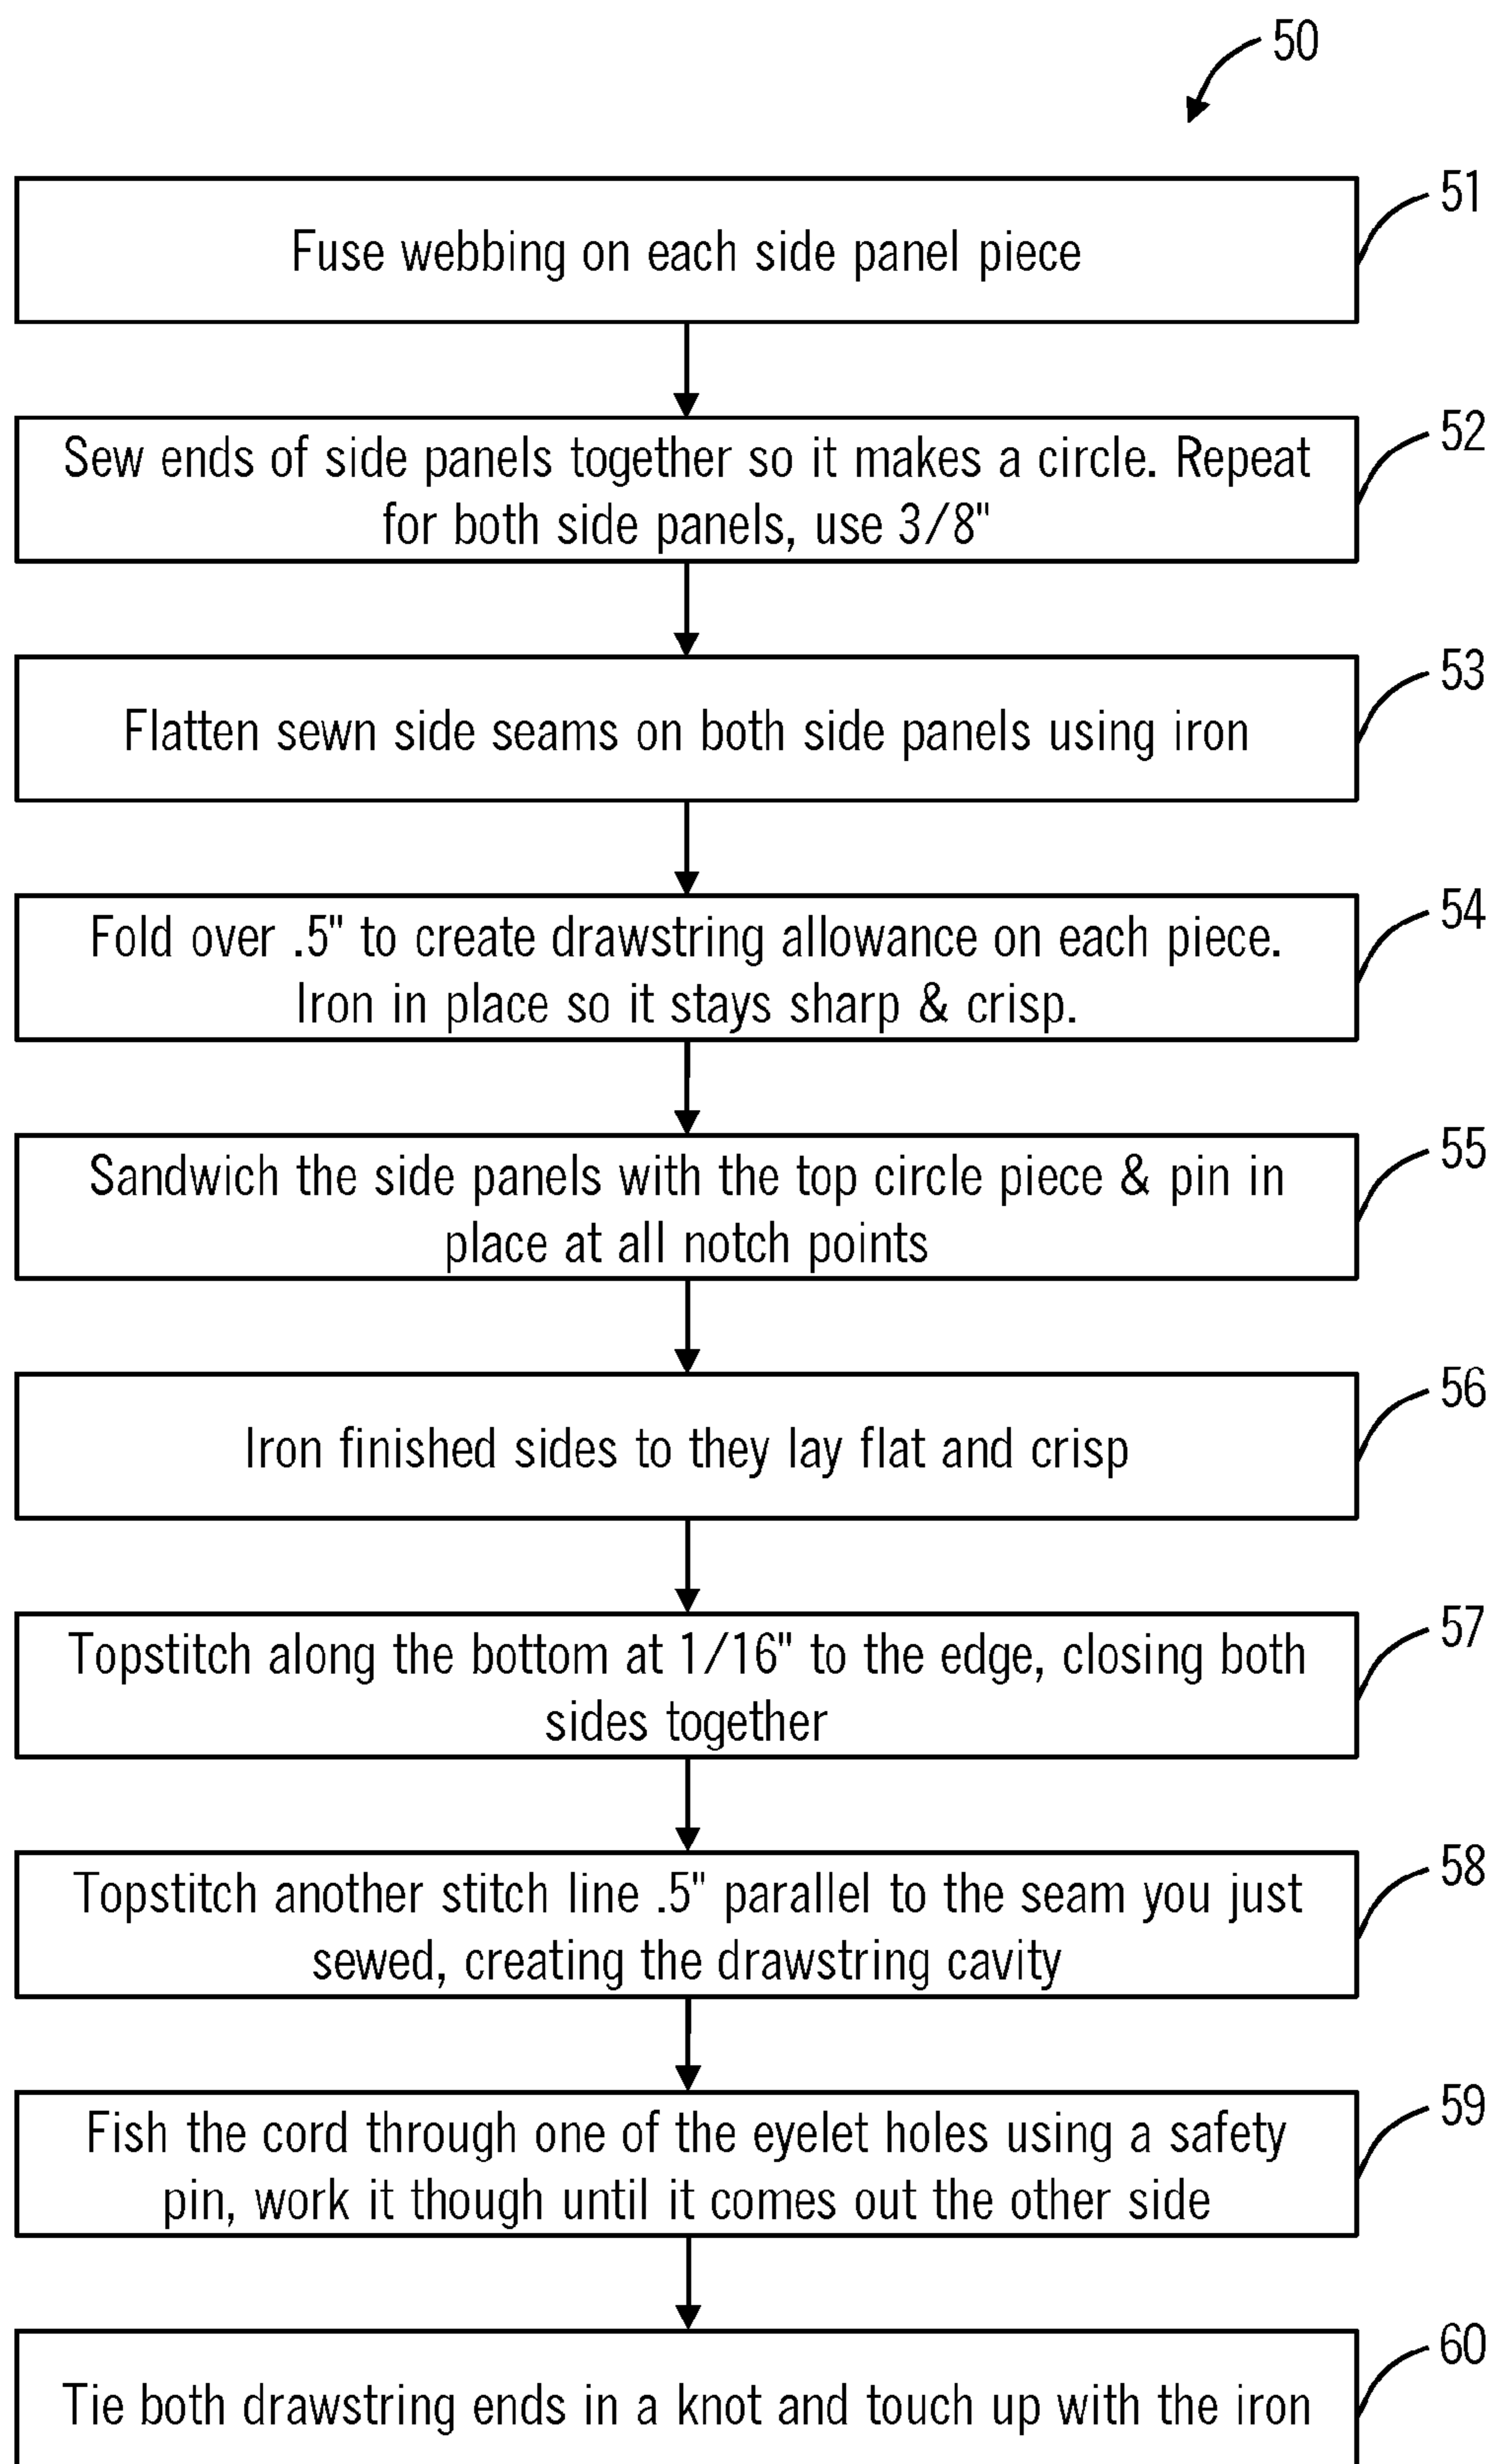 50
51
Fuse webbing on each side panel piece
52
Sew ends of side panels together so it makes a circle. Repeat
for both side panels, use 3/8"
53
Flatten sewn side seams on both side panels using iron
54
Fold over .5" to create drawstring allowance on each piece.
Iron in place so it stays sharp & crisp.
55
Sandwich the side panels with the top circle piece & pin in
place at all notch points
56
Iron finished sides to they lay flat and crisp
57
Topstitch along the bottom at 1/16" to the edge, closing both
sides together
58
Topstitch another stitch line .5" parallel to the seam you just
sewed, creating the drawstring cavity
59
Fish the cord through one of the eyelet holes using a safety
pin, work it though until it comes out the other side
60
Tie both drawstring ends in a knot and touch up with the iron